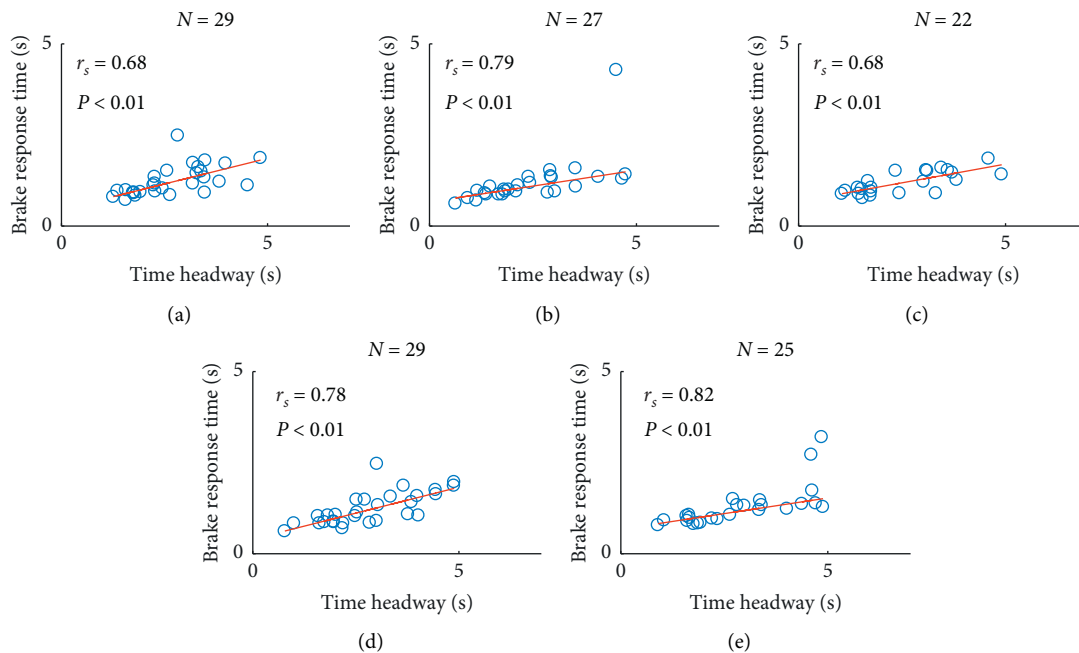 N = 29
Brake response time (s)
5
0
r_s = 0.68
P < 0.01
0
5
Time headway (s)
(a)
N = 27
Brake response time (s)
5
0
r_s = 0.79
P < 0.01
0
5
Time headway (s)
(b)
N = 22
Brake response time (s)
5
0
r_s = 0.68
P < 0.01
0
5
Time headway (s)
(c)
N = 29
Brake response time (s)
5
0
r_s = 0.78
P < 0.01
0
5
Time headway (s)
(d)
N = 25
Brake response time (s)
5
0
r_s = 0.82
P < 0.01
0
5
Time headway (s)
(e)